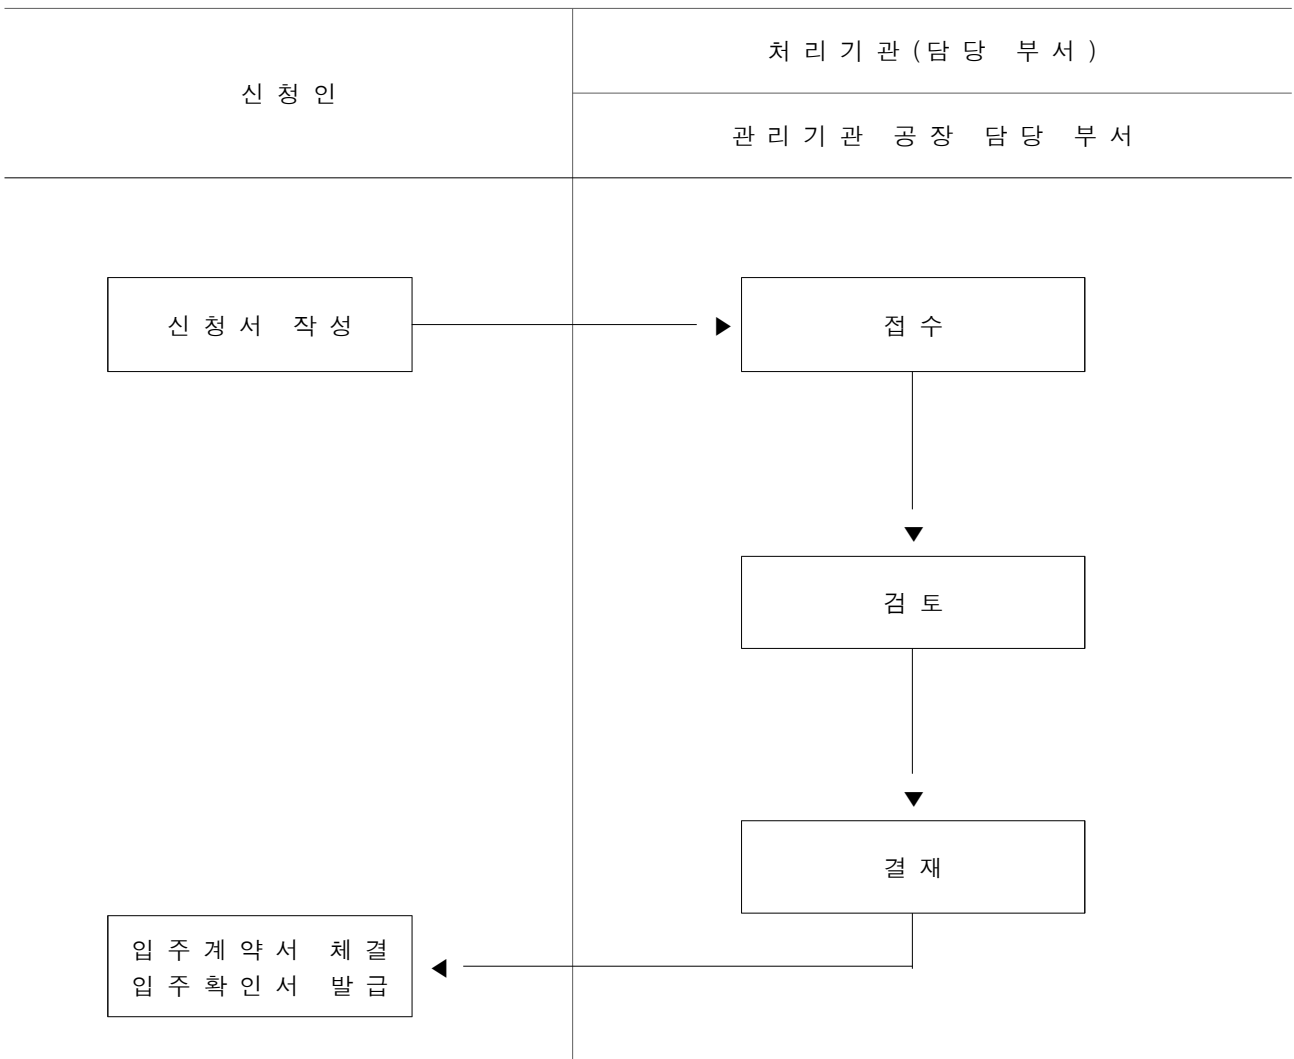 신청인
처리기관(담당 부서)
관리기관 공장 담당 부서
신청서 작성
접수
검토
결재
입주계약서 체결
입주확인서 발급